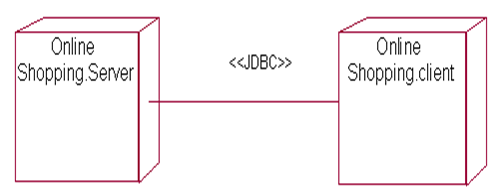 Online
Shopping.Server
<<JDBC>>
Online
Shopping.client